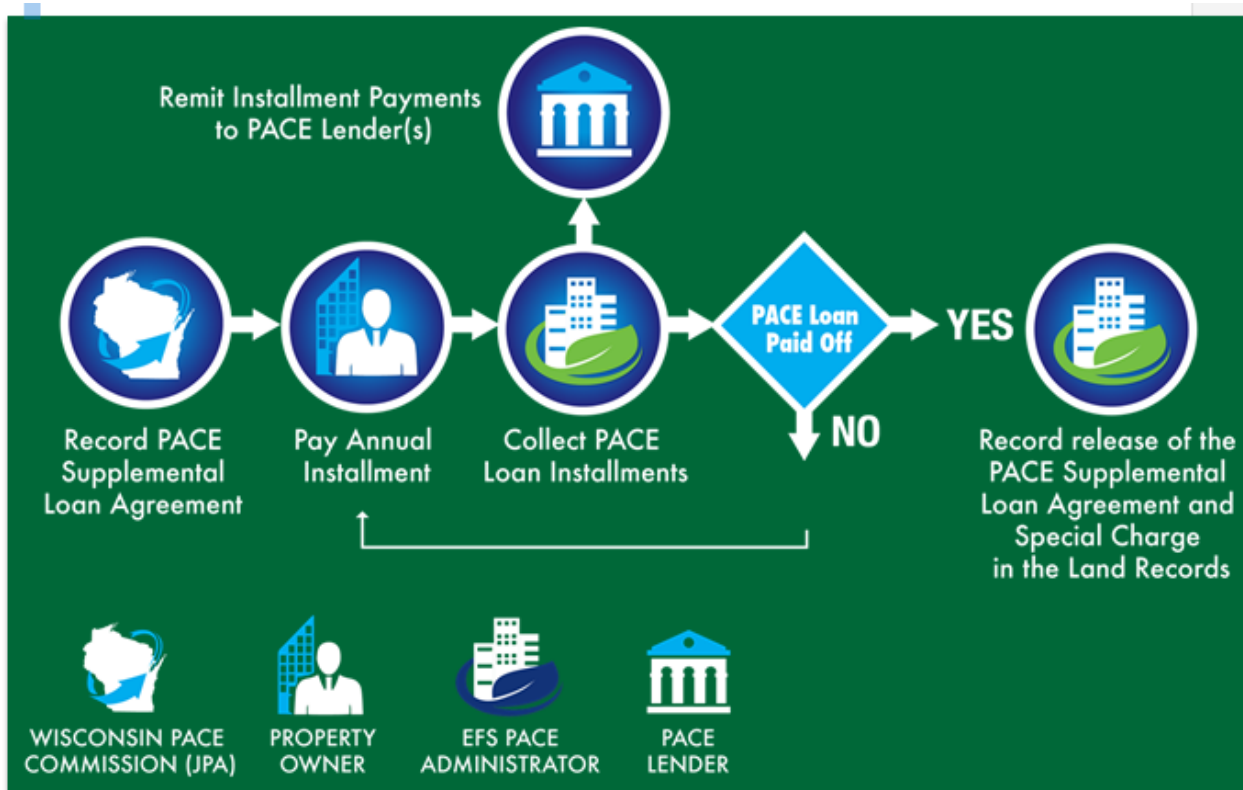 Remit Installment Payments
to PACE Lender(s)
PACE Loan
Paid Off
YES
NO
Record PACE
Supplemental
Loan Agreement
Pay Annual
Installment
Collect PACE
Loan Installments
Record release of the
PACE Supplemental
Loan Agreement and
Special Charge
in the Land Records
WISCONSIN PACE
COMMISSION (JPA)
PROPERTY
OWNER
EFS PACE
ADMINISTRATOR
PACE
LENDER